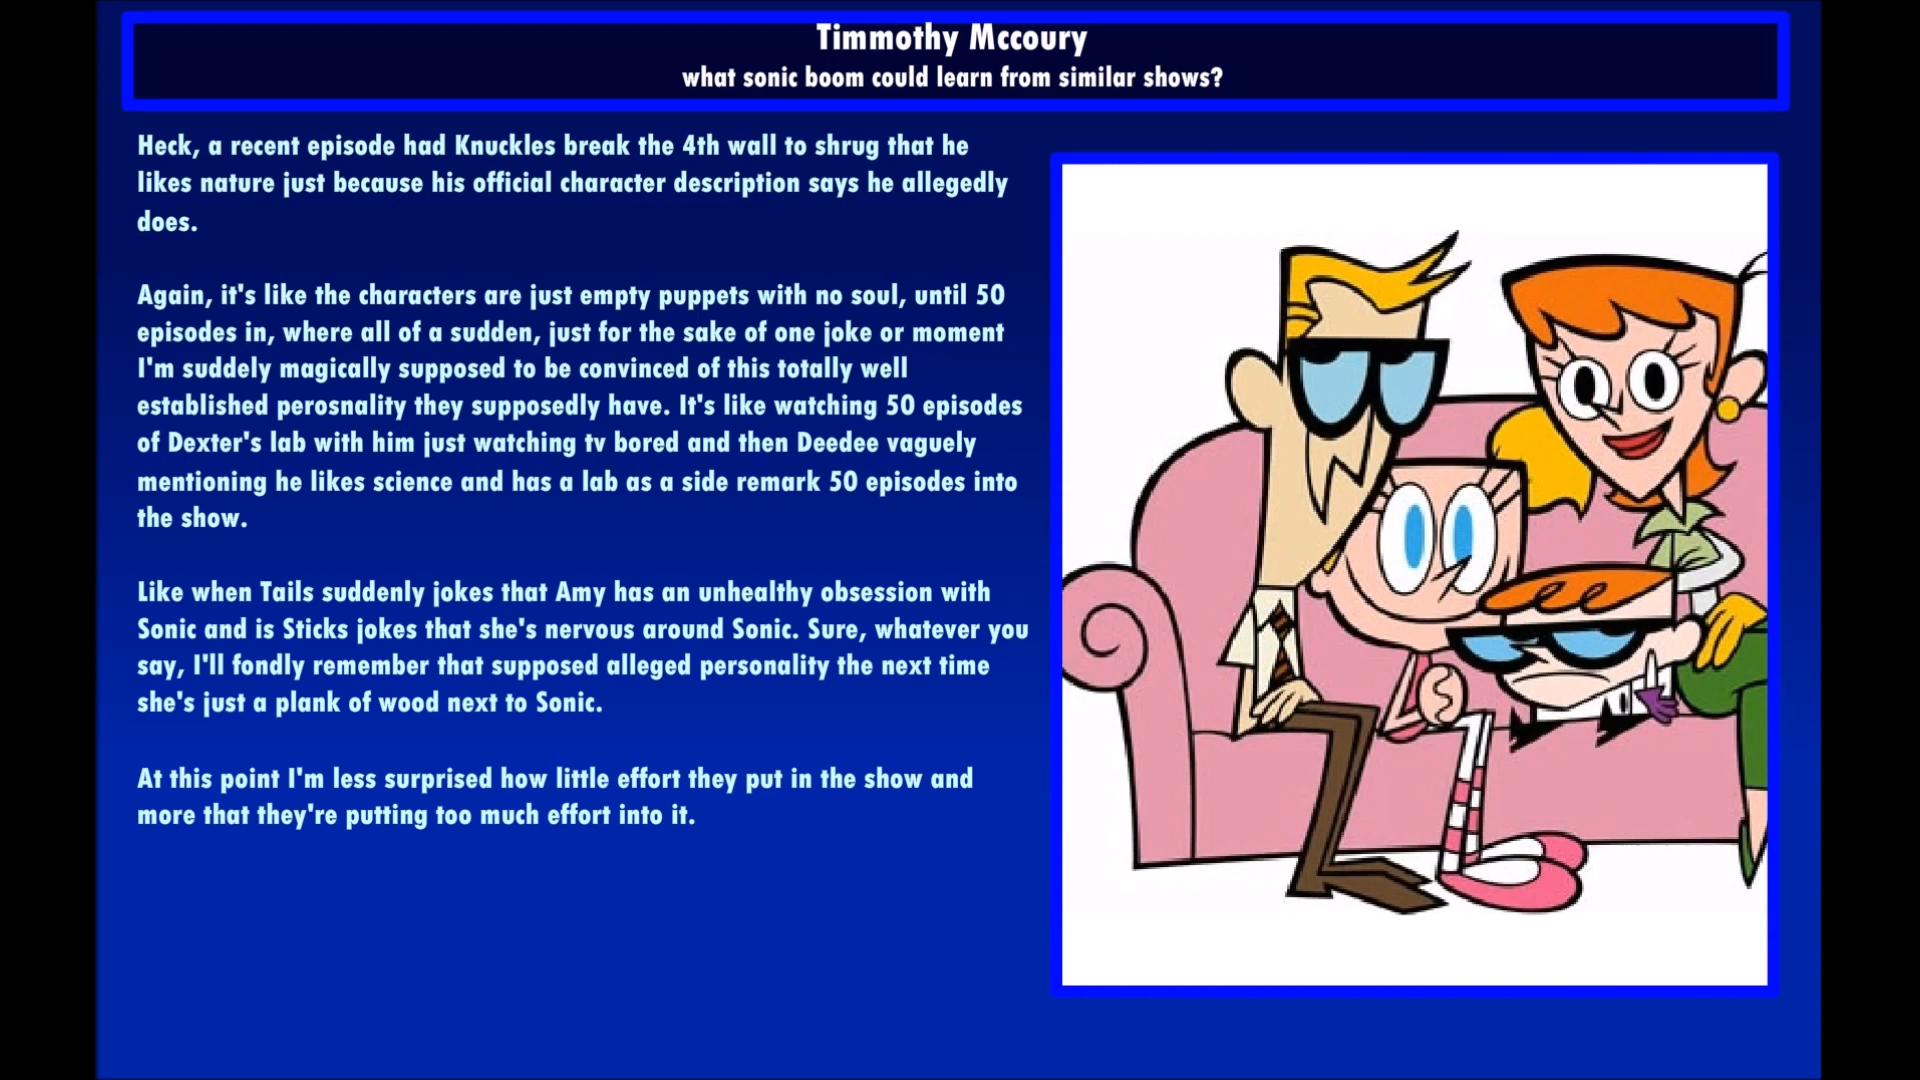 Timmothy Mccoury
what sonic boom could learn from similar shows?
Heck, a recent episode had Knuckles break the 4th wall to shrug that he
likes nature just because his official character description says he allegedly
does.
Again, it's like the characters are just empty puppets with no soul, until 50
episodes in, where all of a sudden, just for the sake of one joke or moment
I'm suddely magically supposed to be convinced of this totally well
established perosnality they supposedly have. It's like watching 50 episodes
of Dexter's lab with him just watching tv bored and then Deedee vaguely
mentioning he likes science and has a lab as a side remark 50 episodes into
the show.
Like when Tails suddenly jokes that Amy has an unhealthy obsession with
Sonic and is Sticks jokes that she's nervous around Sonic. Sure, whatever you
say, I'll fondly remember that supposed alleged personality the next time
she's just a plank of wood next to Sonic.
At this point I'm less surprised how little effort they put in the show and
more that they're putting too much effort into it.